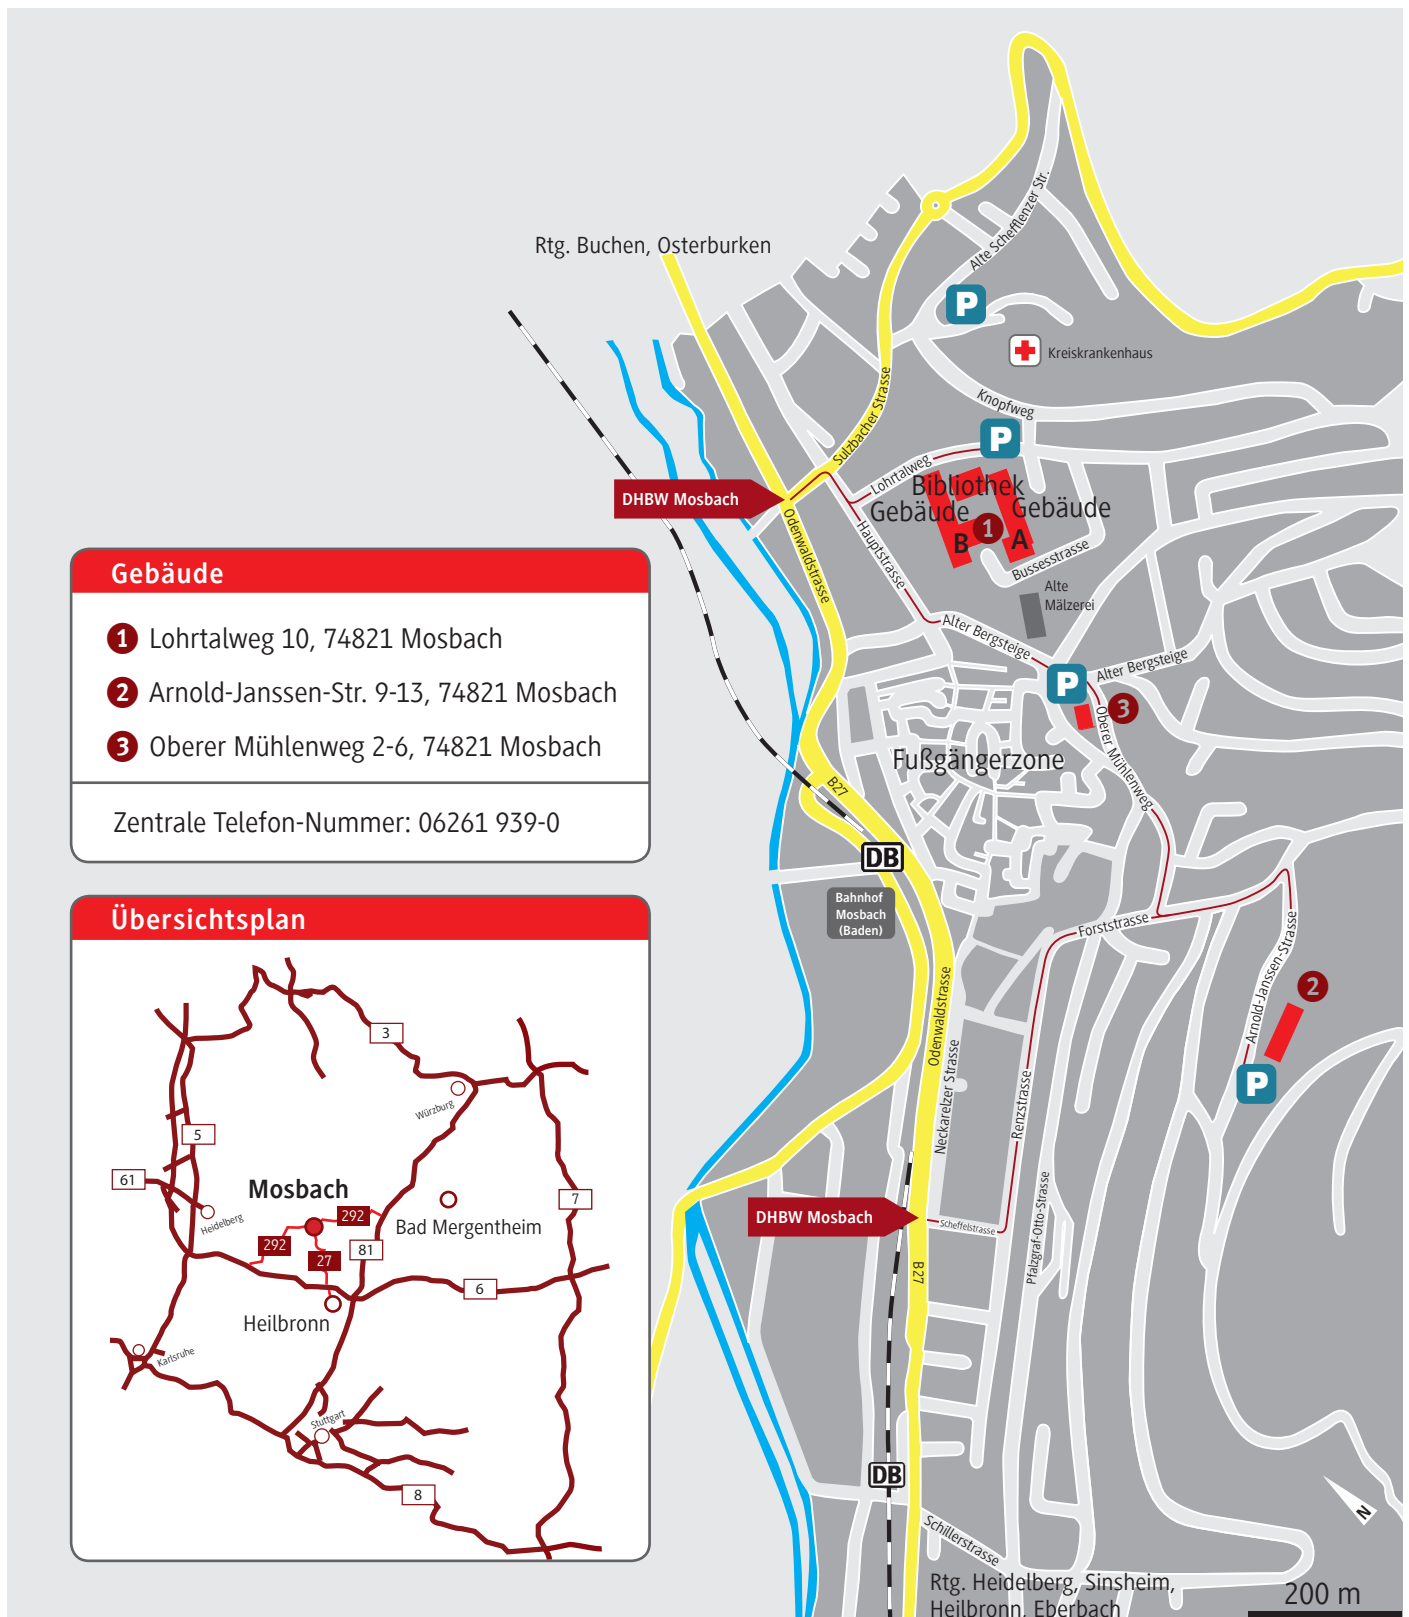 Rtg. Buchen, Osterburken
Alte Schefflenzer Str.
P
Kreiskrankenhaus
Sulzbacher Strasse
Knopfweg
P
Lohrtalweg
DHBW Mosbach
Bibliothek
Gebäude
B
1
Gebäude
A
Odenwaldstrasse
Hauptstrasse
Bussesstrasse
Alte
Mälzerei
Alter Bergsteige
Alter Bergsteige
P
3
Oberer Mühlenweg
Fußgängerzone
B27
DB
Bahnhof
Mosbach
(Baden)
Forststrasse
Arnold-Janssen-Strasse
2
P
Odenwaldstrasse
Neckarelzer Strasse
Renzstrasse
Pfalzgraf-Otto-Strasse
DHBW Mosbach
Scheffelstrasse
B27
DB
Schillerstrasse
Rtg. Heidelberg, Sinsheim,
Heilbronn, Eberbach
N
200 m
Gebäude
1 Lohrtalweg 10, 74821 Mosbach
2 Arnold-Janssen-Str. 9-13, 74821 Mosbach
3 Oberer Mühlenweg 2-6, 74821 Mosbach
Zentrale Telefon-Nummer: 06261 939-0
Übersichtsplan
3
Würzburg
5
61
Heidelberg
Mosbach
292
292
27
81
Bad Mergentheim
7
6
Heilbronn
Karlsruhe
Stuttgart
8